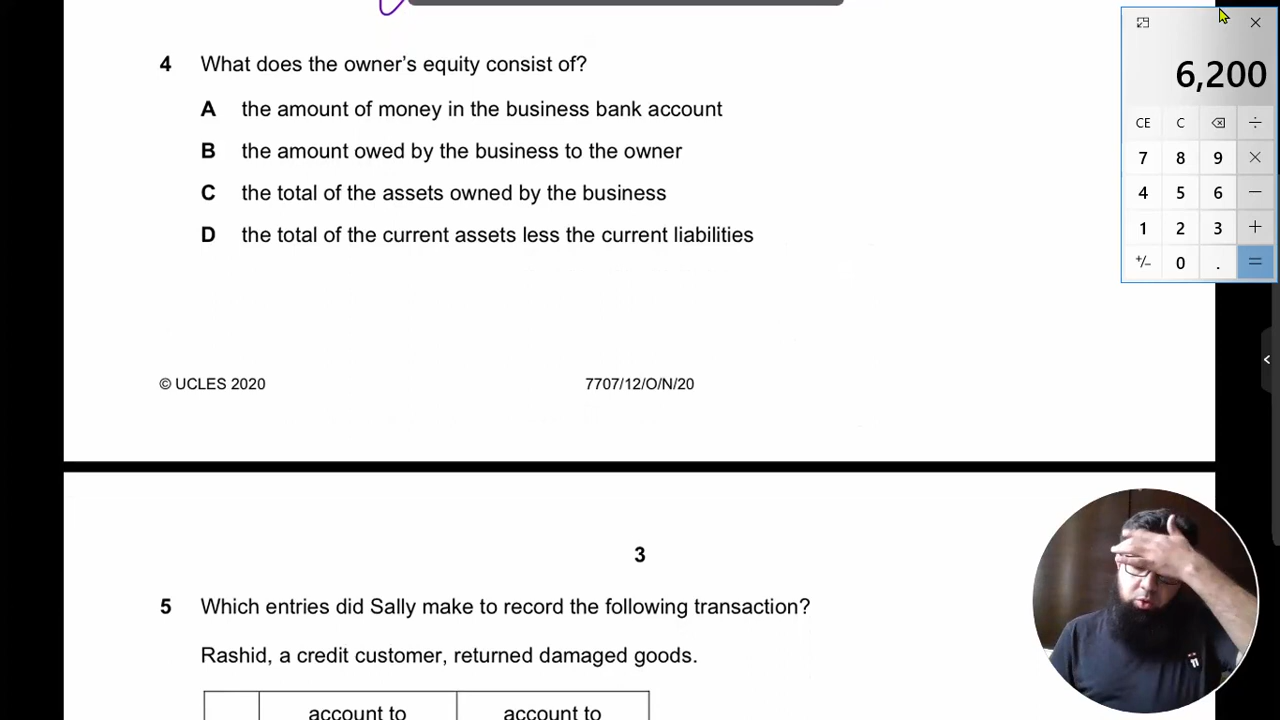 4 What does the owner’s equity consist of?
A the amount of money in the business bank account
B the amount owed by the business to the owner
C the total of the assets owned by the business
D the total of the current assets less the current liabilities
© UCLES 2020 7707/12/O/N/20
3
5 Which entries did Sally make to record the following transaction?
Rashid, a credit customer, returned damaged goods.
account to account to
6,200
CE C ÷
7 8 9 ×
4 5 6 −
1 2 3 +
+/− 0 . =